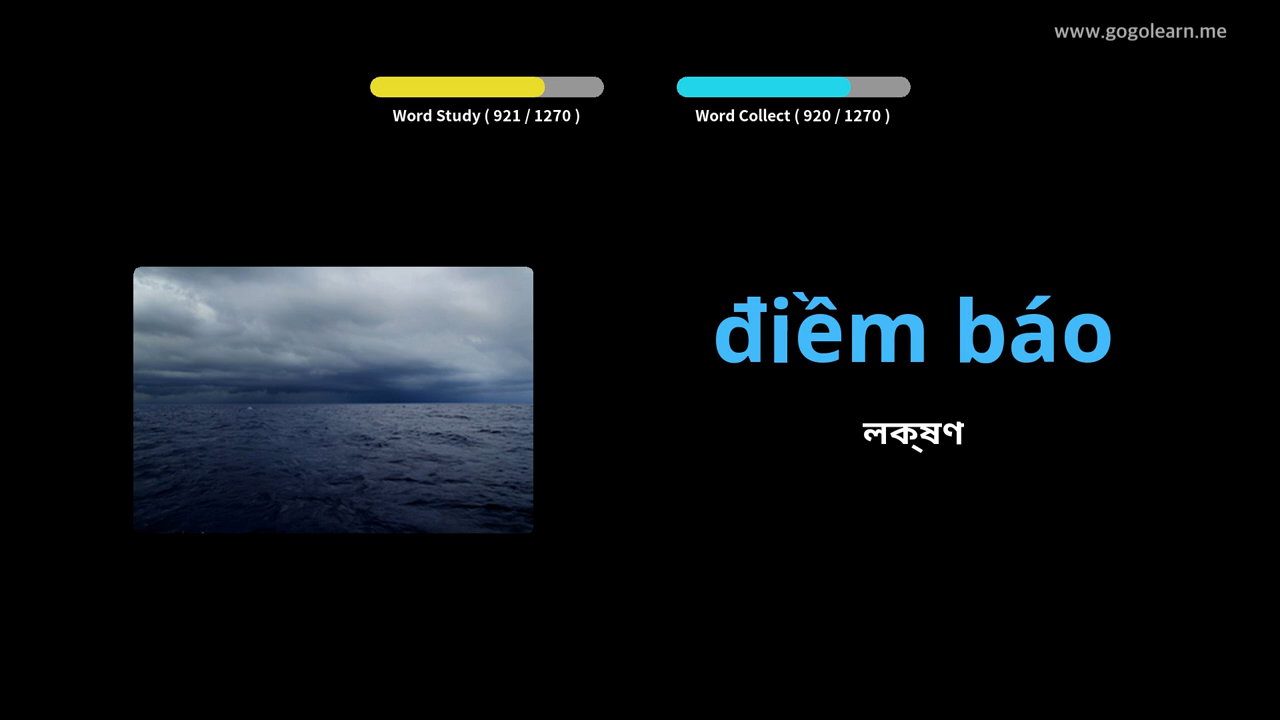 www.gogolearn.me
Word Study ( 921 / 1270 )
Word Collect ( 920 / 1270 )
điềm báo
লক্ষণ